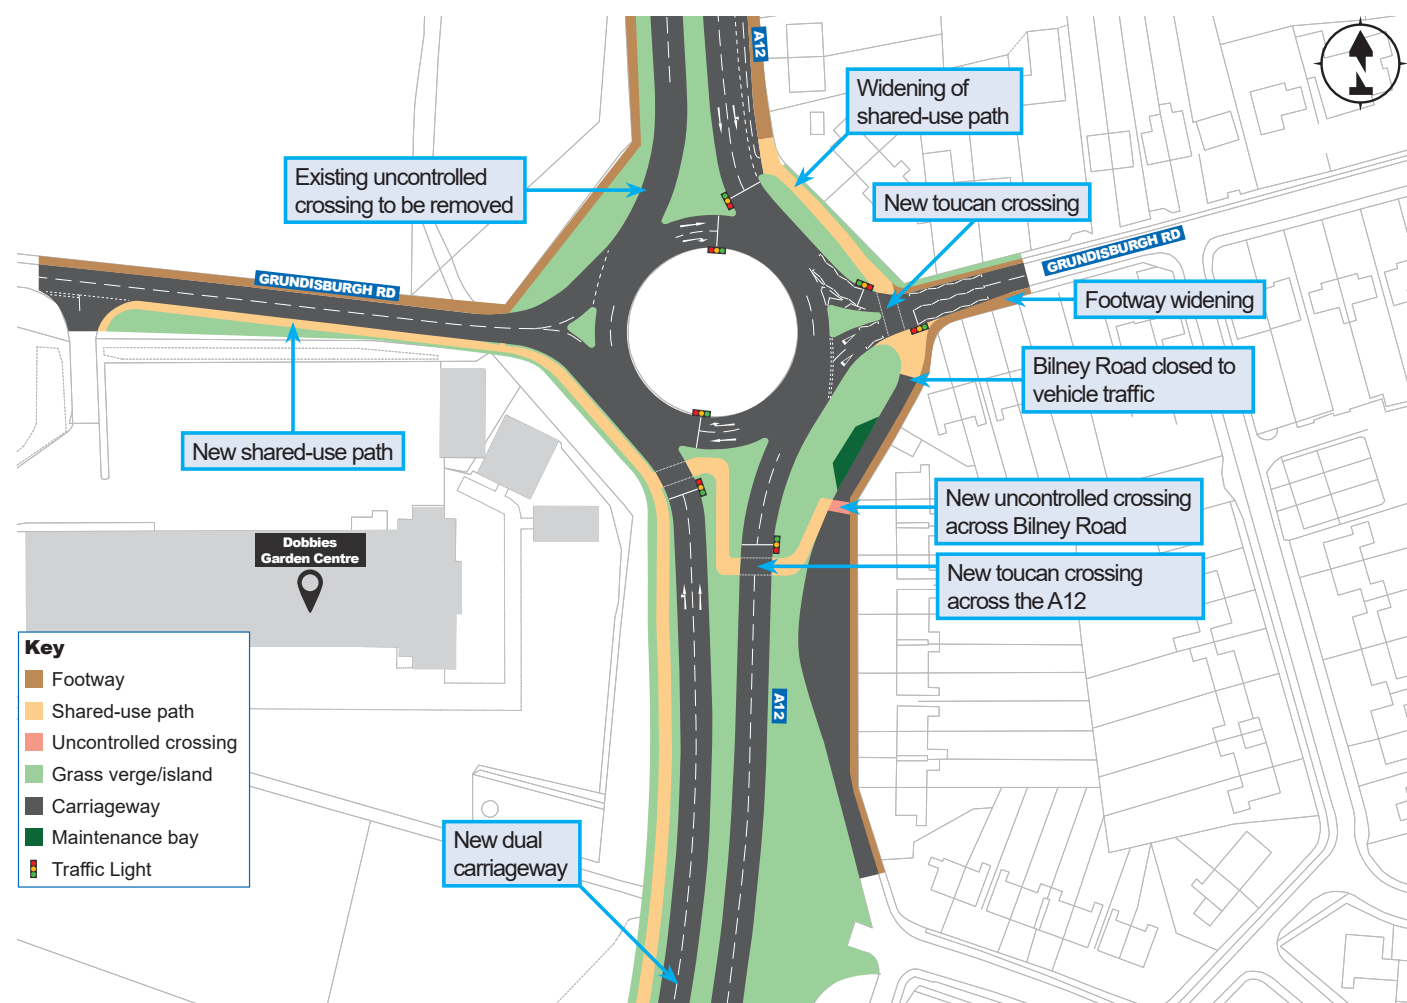 A12
Widening of
shared-use path
Existing uncontrolled
crossing to be removed
New toucan crossing
GRUNDISBURGH RD
GRUNDISBURGH RD
Footway widening
Bilney Road closed to
vehicle traffic
New shared-use path
New uncontrolled crossing
across Bilney Road
Dobbies
Garden Centre
New toucan crossing
across the A12
Key
Footway
Shared-use path
Uncontrolled crossing
Grass verge/island
Carriageway
Maintenance bay
Traffic Light
A12
New dual
carriageway
N